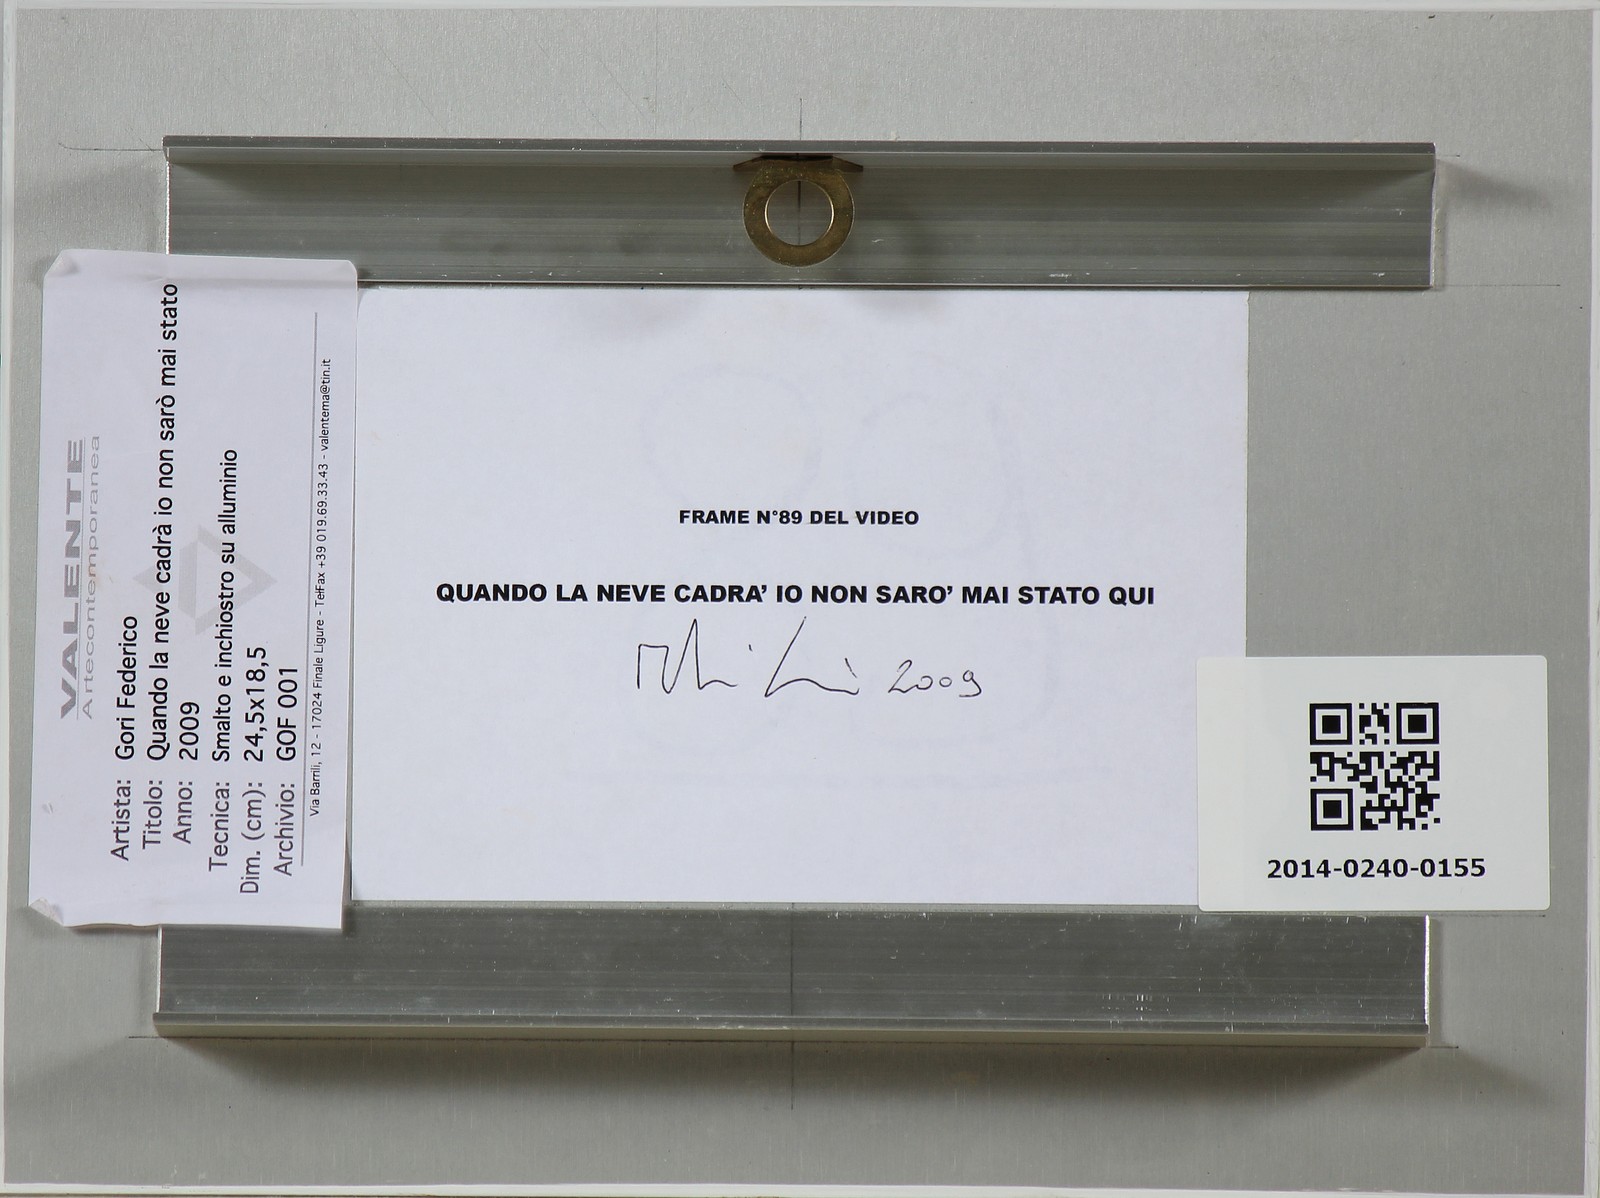 VALENTE
Artecontemporanea
Artista: Gori Federico
Titolo: Quando la neve cadrà io non sarò mai stato
Anno: 2009
Tecnica: Smalto e inchiostro su alluminio
Dim. (cm): 24,5x18,5
Archivio: GOF 001
Via Barrili, 12 - 17024 Finale Ligure - TelFax +39 019.69.33.43 - valentema@tin.it
FRAME N°89 DEL VIDEO
QUANDO LA NEVE CADRA’ IO NON SARO’ MAI STATO QUI
2009
2014-0240-0155